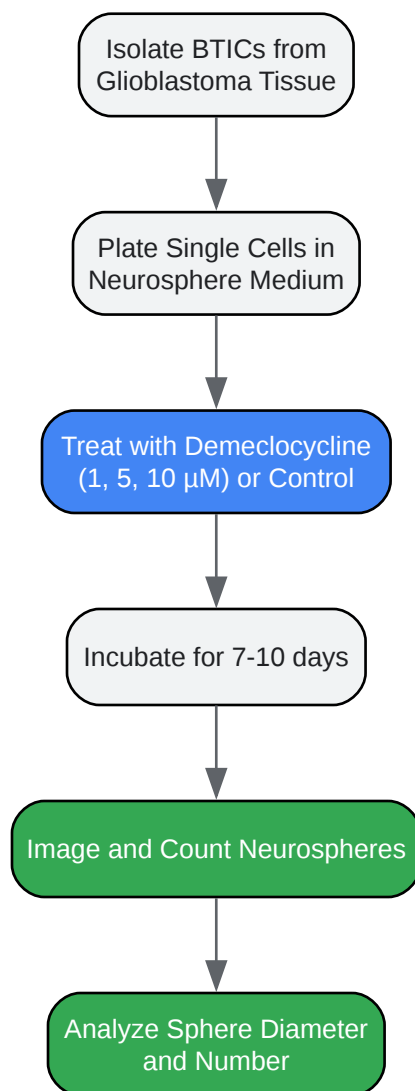 Isolate BTICs from
Glioblastoma Tissue
Plate Single Cells in
Neurosphere Medium
Treat with Demeclocycline
(1, 5, 10 µM) or Control
Incubate for 7-10 days
Image and Count Neurospheres
Analyze Sphere Diameter
and Number